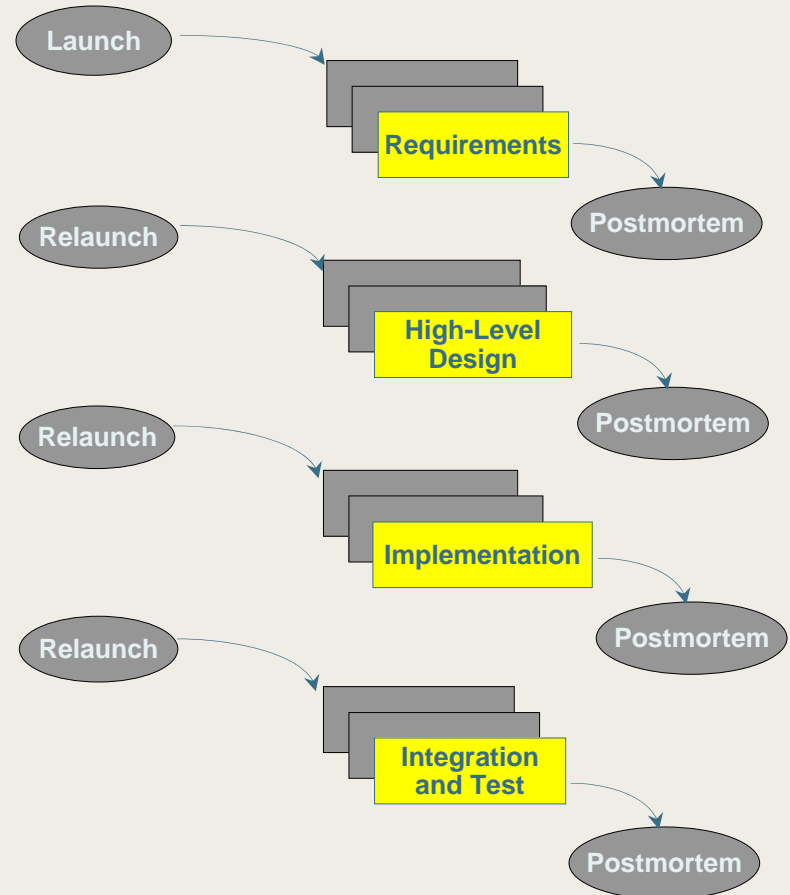 Launch
Requirements
Postmortem
Relaunch
High-Level
Design
Postmortem
Relaunch
Implementation
Postmortem
Relaunch
Integration
and Test
Postmortem